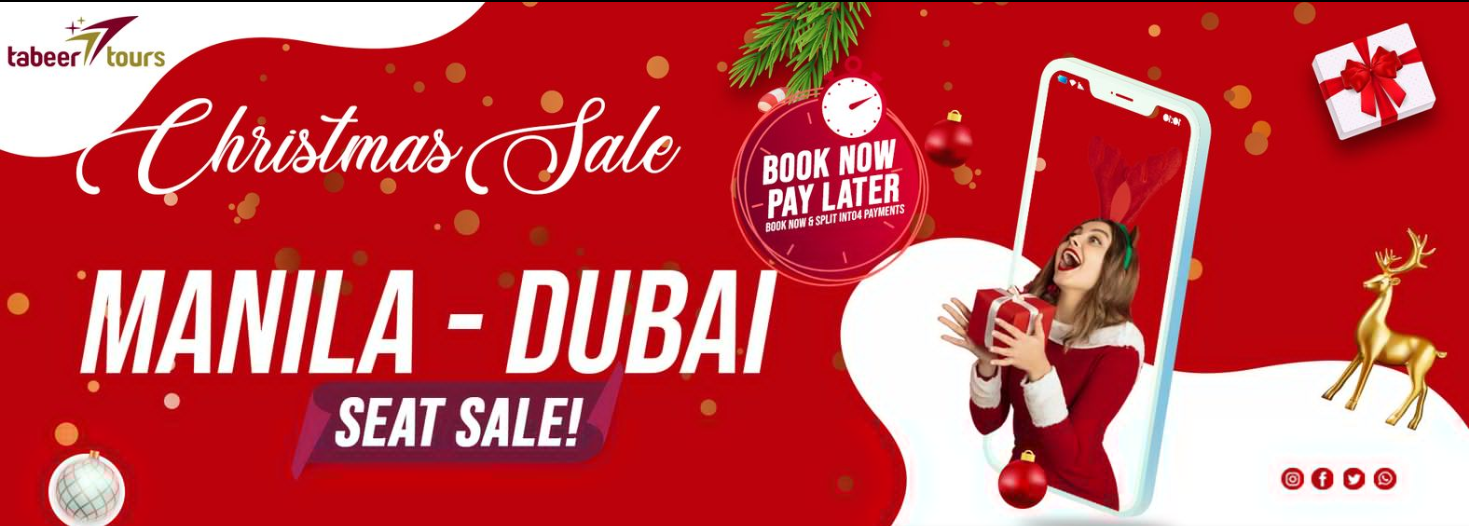 tabeer tours
Christmas Sale
BOOK NOW
PAY LATER
BOOK NOW & SPLIT INTO4 PAYMENTS
MANILA - DUBAI
SEAT SALE!